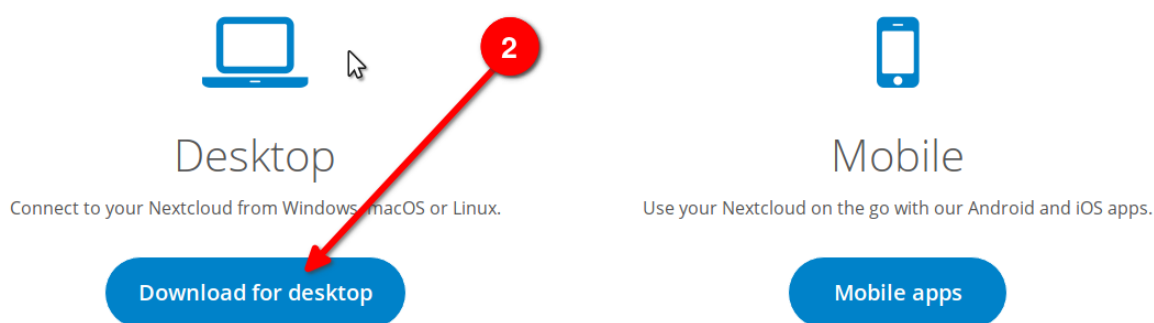 2
Desktop
Connect to your Nextcloud from Windows, macOS or Linux.
Download for desktop
Mobile
Use your Nextcloud on the go with our Android and iOS apps.
Mobile apps